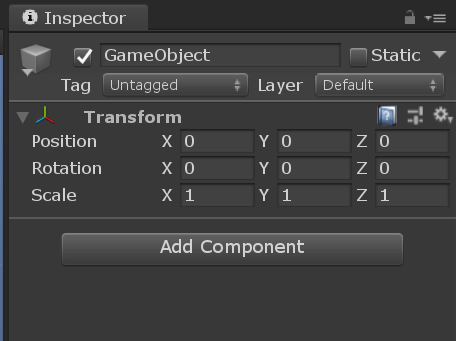 Inspector
GameObject Static
Tag Untagged Layer Default
Transform
Position X 0 Y 0 Z 0
Rotation X 0 Y 0 Z 0
Scale X 1 Y 1 Z 1
Add Component